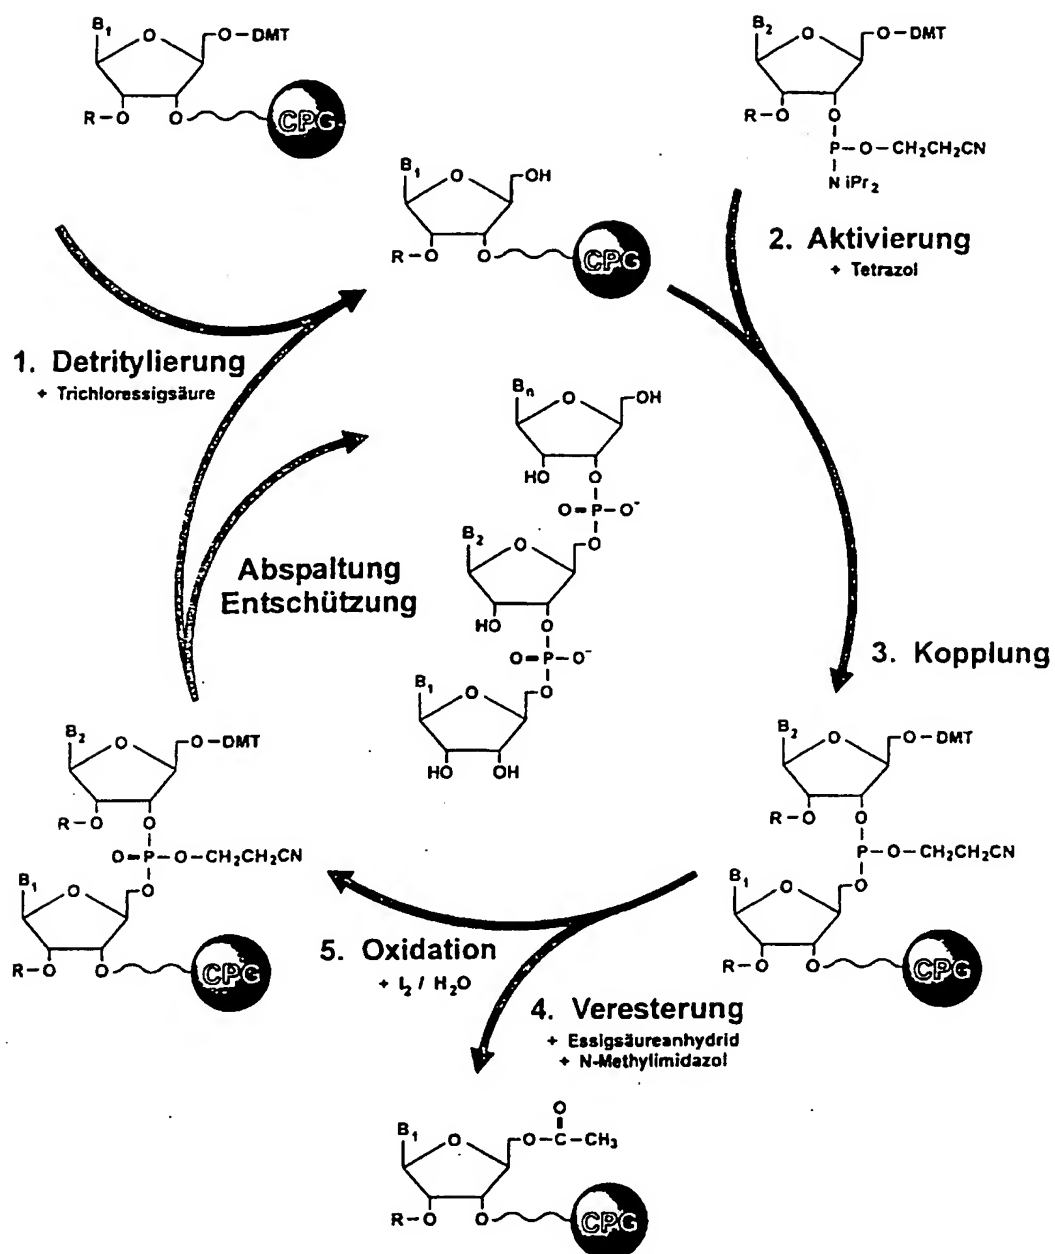 B1
O
O–DMT
R–O
O
CPG
B2
O
O–DMT
R–O
O
P–O–CH2CH2CN
N iPr2
B1
O
OH
R–O
O
CPG
2. Aktivierung
+ Tetrazol
1. Detritylierung
+ Trichloressigsäure
Bn
O
OH
HO
O
O=P–O-
O
B2
O
HO
O
O=P–O-
O
B1
O
HO
OH
Abspaltung
Entschützung
3. Kopplung
B2
O
O–DMT
R–O
O
O=P–O–CH2CH2CN
O
B1
O
R–O
O
CPG
B2
O
O–DMT
R–O
O
P–O–CH2CH2CN
O
B1
O
R–O
O
CPG
5. Oxidation
+ I2 / H2O
4. Veresterung
+ Essigsäureanhydrid
+ N-Methylimidazol
B1
O
O
O–C–CH3
R–O
O
CPG